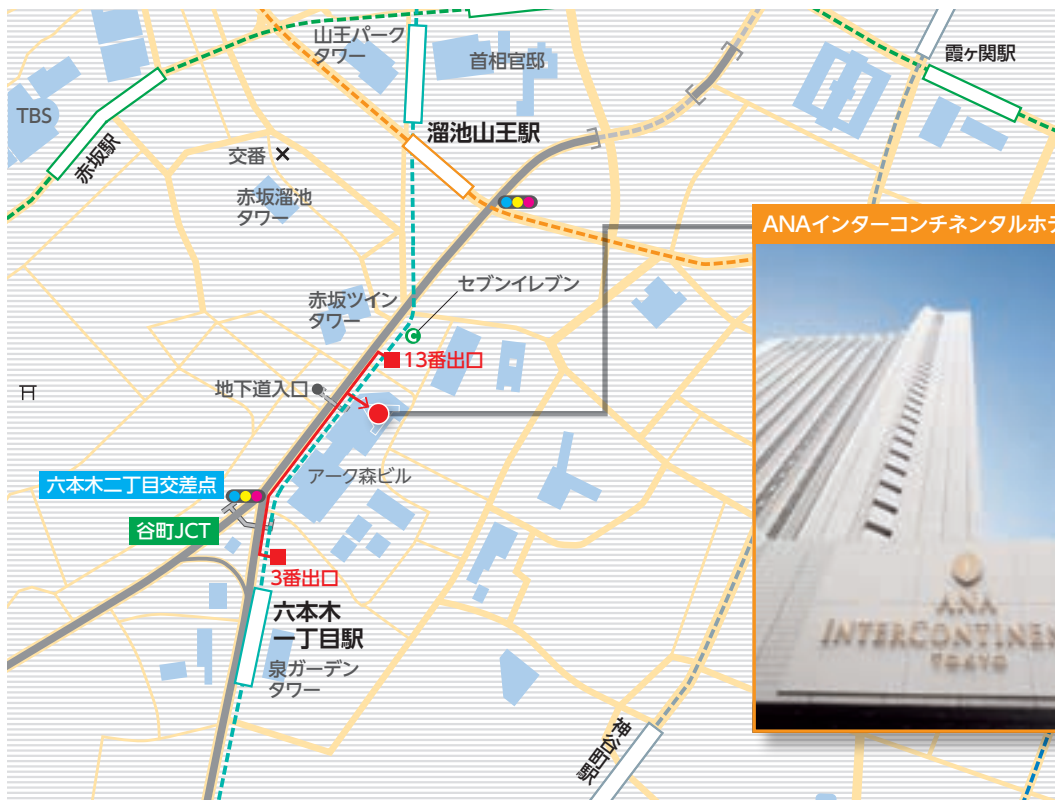 山王パーク
タワー
首相官邸
霞ヶ関駅
TBS
赤坂駅
溜池山王駅
交番
赤坂溜池
タワー
ANAインターコンチネンタルホテ
セブンイレブン
赤坂ツイン
タワー
C
13番出口
地下道入口
アーク森ビル
六本木二丁目交差点
谷町JCT
3番出口
六本木
一丁目駅
泉ガーデン
タワー
神谷町駅
ANA
INTERCONTINEN
TOKYO